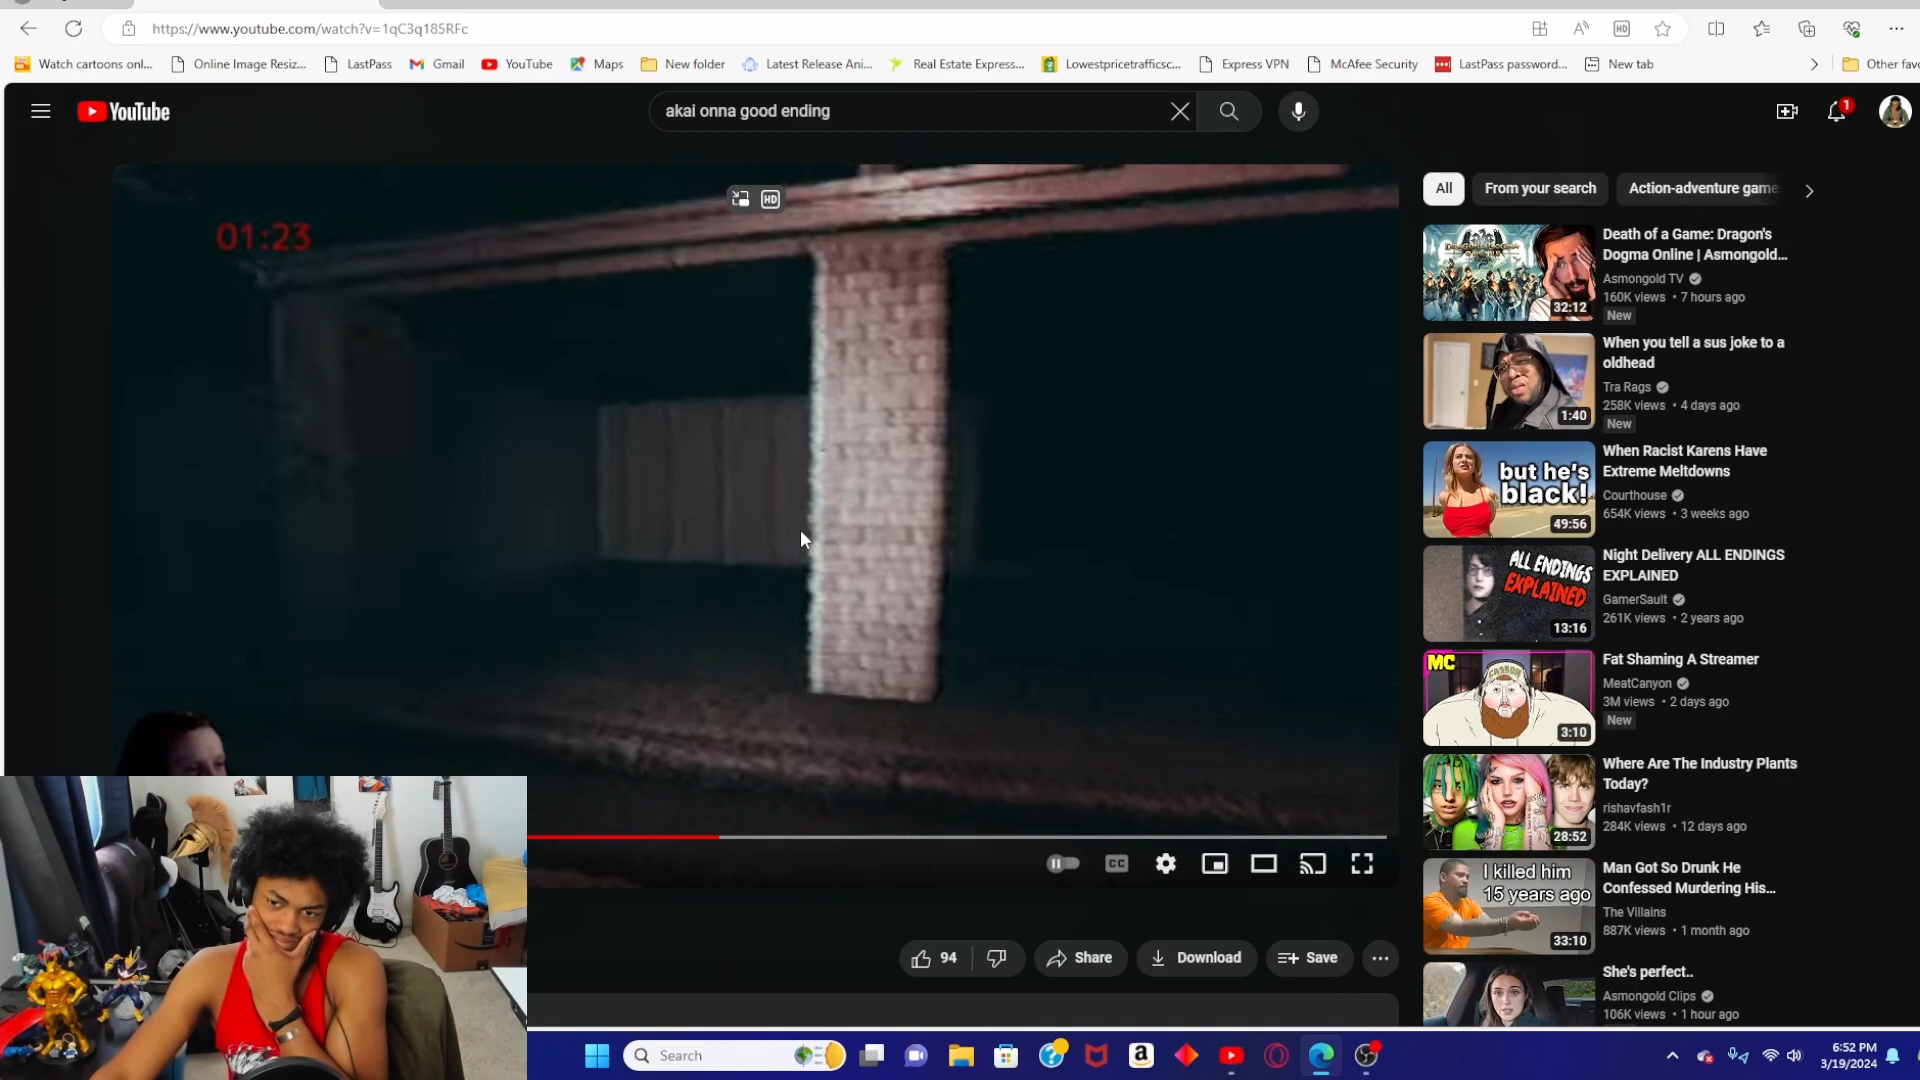 https://www.youtube.com/watch?v=1qC3q185RFc
Watch cartoons onl...
Online Image Resiz...
LastPass
Gmail
YouTube
Maps
New folder
Latest Release Ani...
Real Estate Express...
Lowestpricetrafficsc...
Express VPN
McAfee Security
LastPass password...
New tab
Other favo
YouTube
akai onna good ending
1
01:23
HD
All
From your search
Action-adventure game
Death of a Game: Dragon's
Dogma Online | Asmongold...
Asmongold TV
160K views • 7 hours ago
New
32:12
When you tell a sus joke to a
oldhead
Tra Rags
258K views • 4 days ago
New
1:40
When Racist Karens Have
Extreme Meltdowns
Courthouse
654K views • 3 weeks ago
but he's
black!
49:56
Night Delivery ALL ENDINGS
EXPLAINED
GamerSault
261K views • 2 years ago
ALL ENDINGS
EXPLAINED
13:16
Fat Shaming A Streamer
MeatCanyon
3M views • 2 days ago
New
MC
3:10
Where Are The Industry Plants
Today?
rishavfash1r
284K views • 12 days ago
28:52
Man Got So Drunk He
Confessed Murdering His...
The Villains
887K views • 1 month ago
I killed him
15 years ago
33:10
She's perfect..
Asmongold Clips
106K views • 1 hour ago
CC
94
Share
Download
Save
Search
6:52 PM
3/19/2024